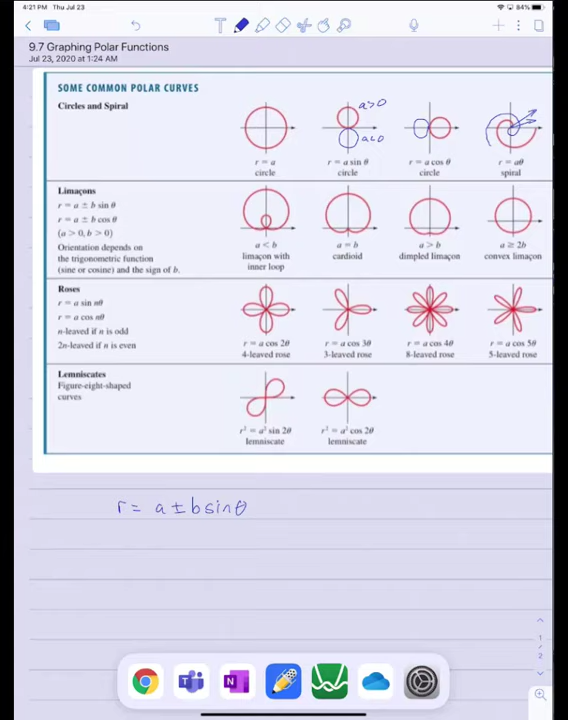 4:21 PM Thu Jul 23
84%
9.7 Graphing Polar Functions
Jul 23, 2020 at 1:24 AM
SOME COMMON POLAR CURVES
Circles and Spiral
a>0
a<0
r = a
circle
r = a sin θ
circle
r = a cos θ
circle
r = aθ
spiral
Limaçons
r = a ± b sin θ
r = a ± b cos θ
(a > 0, b > 0)
Orientation depends on
the trigonometric function
(sine or cosine) and the sign of b.
a < b
limaçon with
inner loop
a = b
cardioid
a > b
dimpled limaçon
a ≥ 2b
convex limaçon
Roses
r = a sin nθ
r = a cos nθ
n-leaved if n is odd
2n-leaved if n is even
r = a cos 2θ
4-leaved rose
r = a cos 3θ
3-leaved rose
r = a cos 4θ
8-leaved rose
r = a cos 5θ
5-leaved rose
Lemniscates
Figure-eight-shaped
curves
r² = a² sin 2θ
lemniscate
r² = a² cos 2θ
lemniscate
r = a ± b sin θ
1
/
2